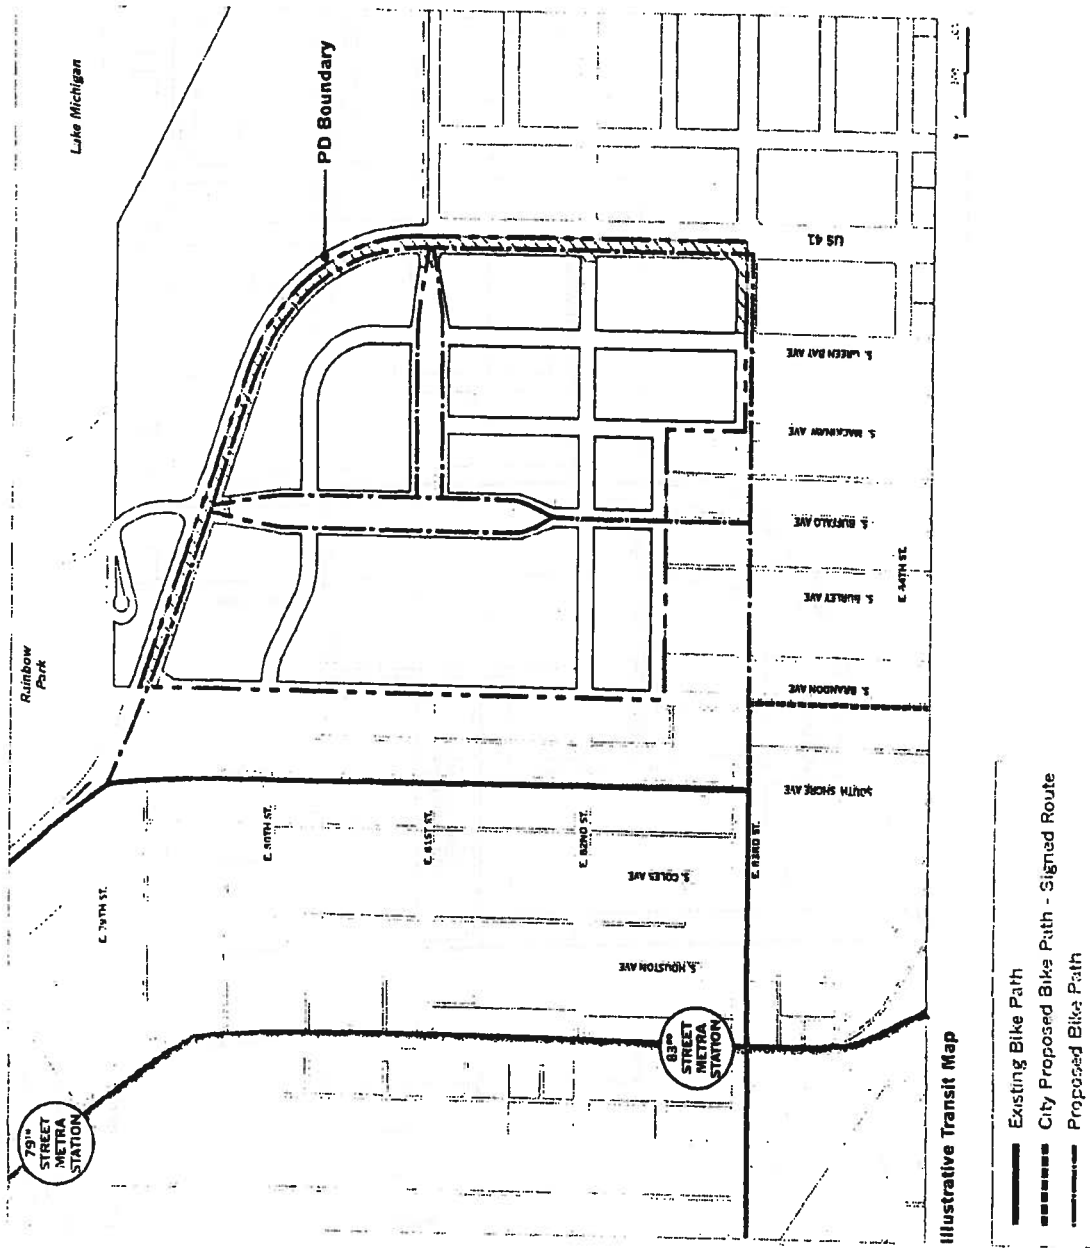 Lake Michigan
PD Boundary
Rainbow
Park
US 41
S. GREEN BAY AVE
S. MACKINAW AVE
S. BUFFALO AVE
S. BURLEY AVE
S. BRANDON AVE
SOUTH SHORE AVE
E. 79TH ST.
E. 80TH ST.
E. 81ST ST.
E. 82ND ST.
E. 83RD ST.
S. COLES AVE
S. HOUSTON AVE
79TH
STREET
METRA
STATION
83RD
STREET
METRA
STATION
Illustrative Transit Map
Existing Bike Path
City Proposed Bike Path - Signed Route
Proposed Bike Path